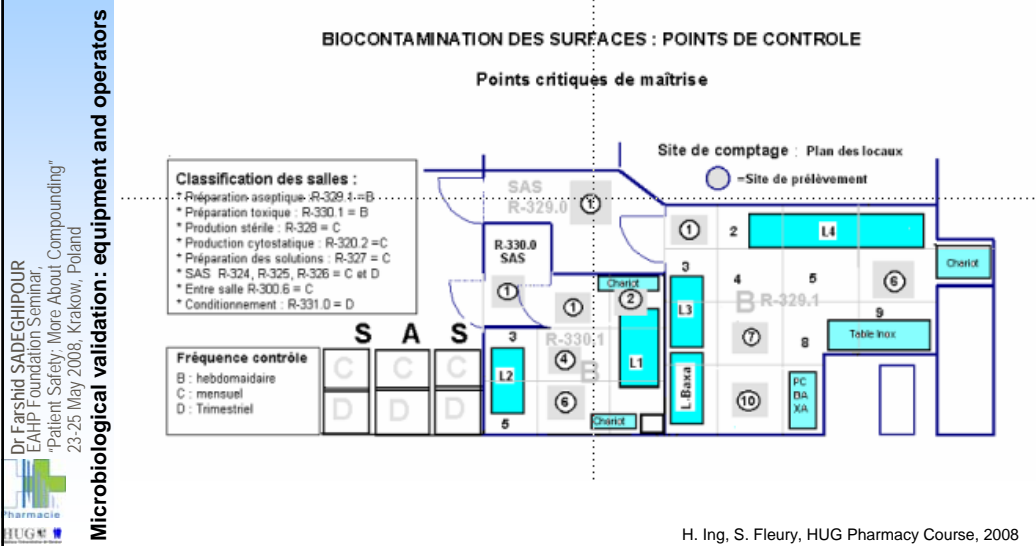 BIOCONTAMINATION DES SURFACES : POINTS DE CONTROLE
Points critiques de maîtrise
Microbiological validation : equipment and operators
Dr Farshid SADEGHIPOUR
EAHP Foundation Seminar,
"Patient Safety: More About Compounding"
23-25 May 2008, Krakow, Poland
Pharmacie
HUG
Classification des salles :
* Préparation aseptique : R-329.1 =B
* Préparation toxique : R-330.1 = B
* Prodution stérile : R-328 = C
* Production cytostatique : R-320.2 =C
* Préparation des solutions : R-327 = C
* SAS R-324, R-325, R-326 = C et D
* Entre salle R-300.6 = C
* Conditionnement : R-331.0 = D
Fréquence contrôle
B : hebdomadaire
C : mensuel
D : Trimestriel
S A S
C C C
D D D
Site de comptage : Plan des locaux
=Site de prélèvement
SAS
R-329.0
1
R-330.0
SAS
1
1
Chariot
2
3
R-330.1
4
B
L1
L2
6
5
Chariot
1
2
L4
3
4
5
6
Chariot
B R-329.1
L3
7
8
9
Table Inox
L-Baxa
10
PC
BA
XA
H. Ing, S. Fleury, HUG Pharmacy Course, 2008